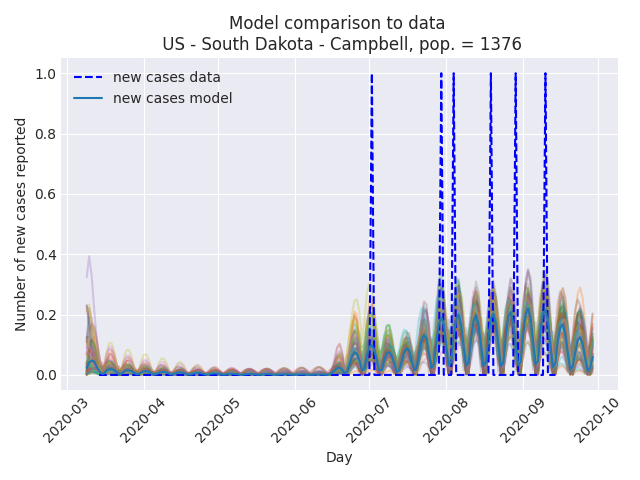 Model comparison to data
US - South Dakota - Campbell, pop. = 1376
new cases data
new cases model
Number of new cases reported
1.0
0.8
0.6
0.4
0.2
0.0
2020-03
2020-04
2020-05
2020-06
2020-07
2020-08
2020-09
2020-10
Day